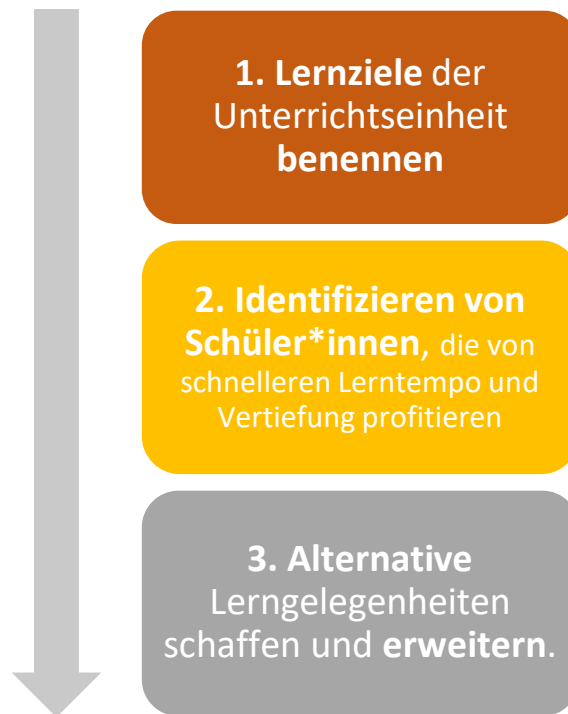 1. Lernziele der
Unterrichtseinheit
benennen
2. Identifizieren von
Schüler*innen, die von
schnelleren Lerntempo und
Vertiefung profitieren
3. Alternative
Lerngelegenheiten
schaffen und erweitern.